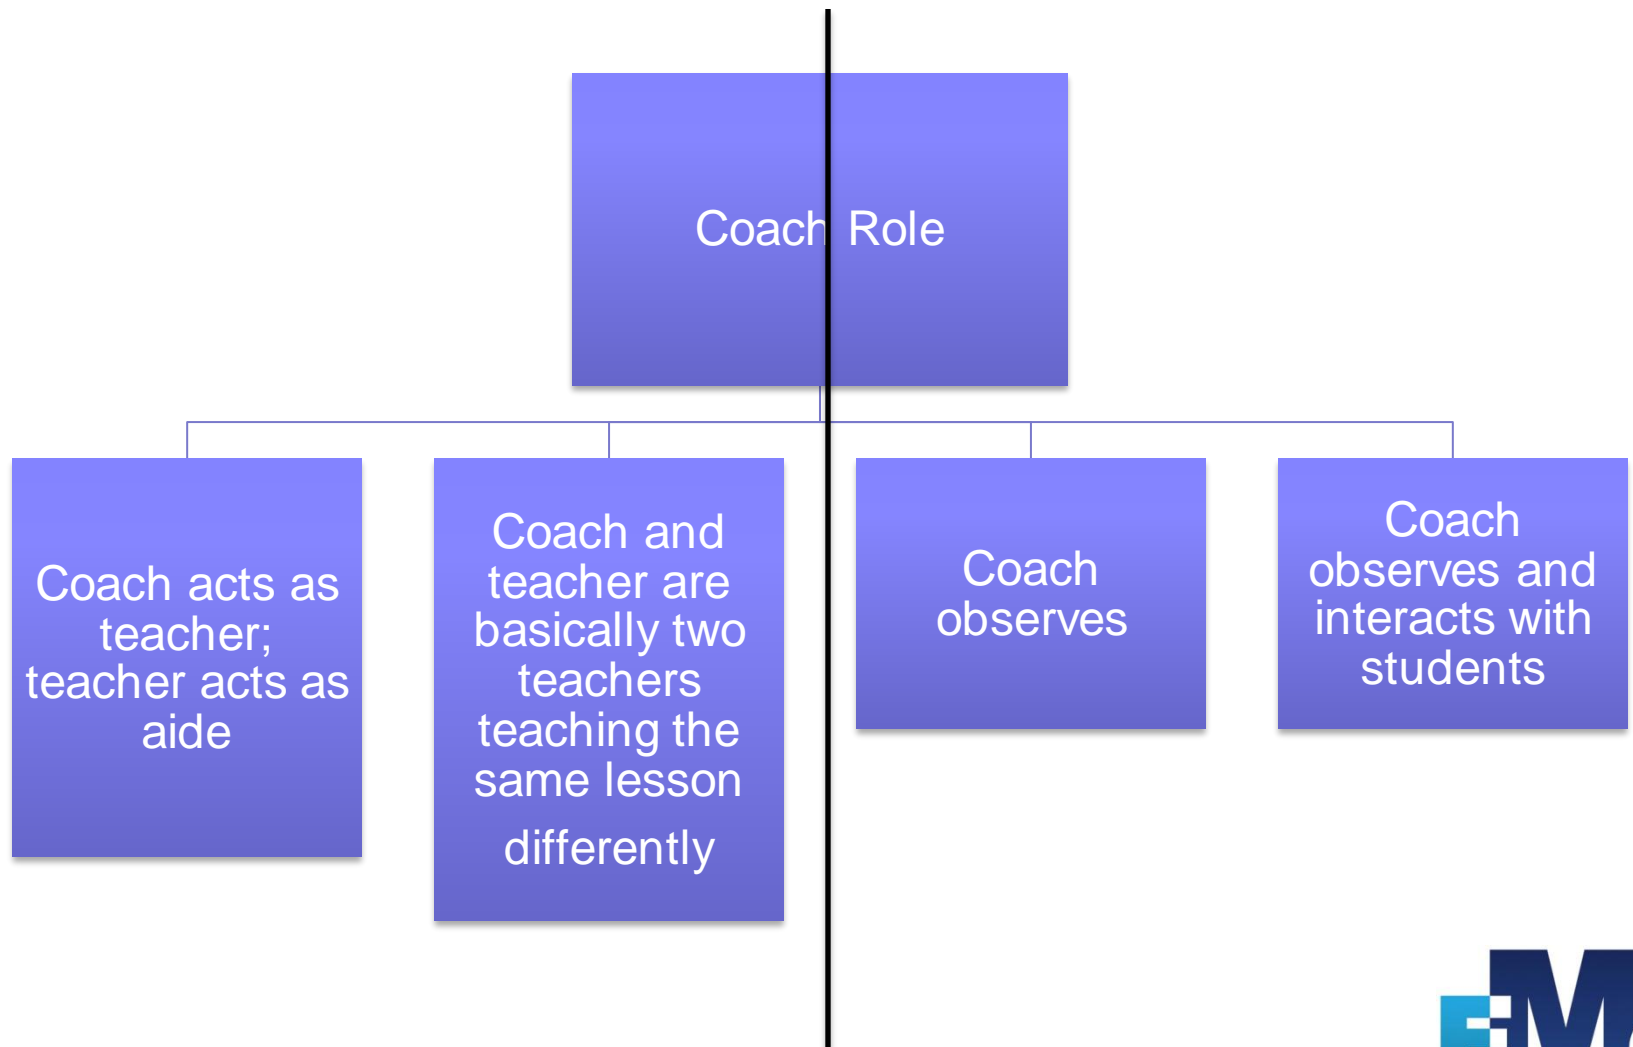 Coach Role
Coach acts as
teacher;
teacher acts as
aide
Coach and
teacher are
basically two
teachers
teaching the
same lesson
differently
Coach
observes
Coach
observes and
interacts with
students